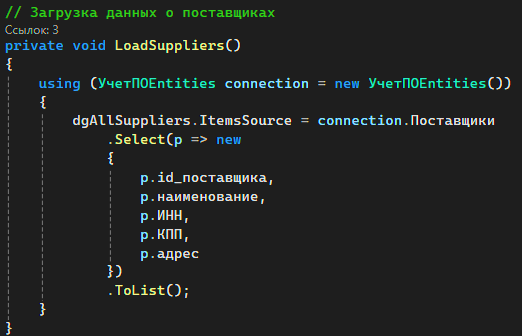 // Загрузка данных о поставщиках
Ссылок: 3
private void LoadSuppliers()
{
    using (УчетПОEntities connection = new УчетПОEntities())
    {
        dgAllSuppliers.ItemsSource = connection.Поставщики
            .Select(p => new
            {
                p.id_поставщика,
                p.наименование,
                p.ИНН,
                p.КПП,
                p.адрес
            })
            .ToList();
    }
}